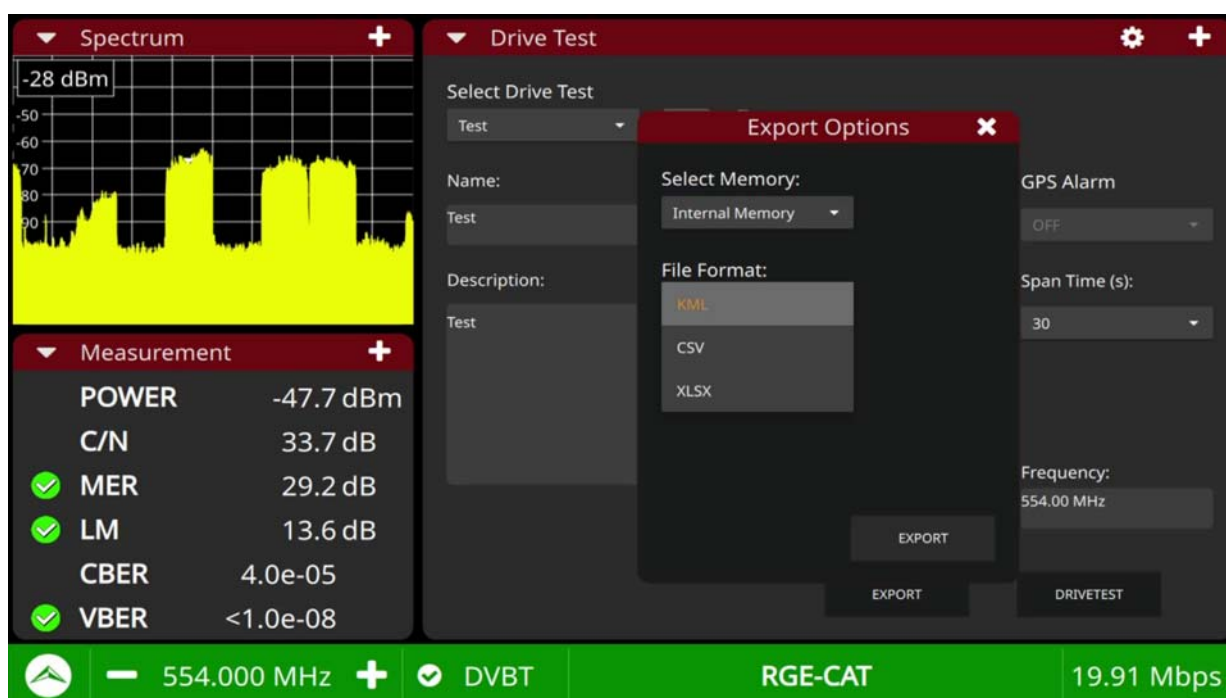 Spectrum
-28 dBm
-50
-60
-70
-80
-90
Measurement
POWER -47.7 dBm
C/N 33.7 dB
MER 29.2 dB
LM 13.6 dB
CBER 4.0e-05
VBER <1.0e-08
Drive Test
Select Drive Test
Test
Name:
Test
Description:
Test
Export Options
Select Memory:
Internal Memory
File Format:
KML
CSV
XLSX
EXPORT
GPS Alarm
OFF
Span Time (s):
30
Frequency:
554.00 MHz
EXPORT
DRIVETEST
554.000 MHz
DVBT
RGE-CAT
19.91 Mbps